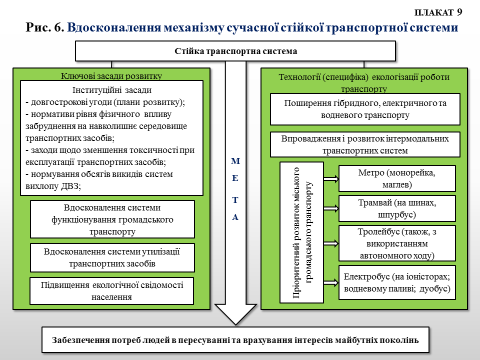 ПЛАКАТ 9
Рис. 6. Вдосконалення механізму сучасної стійкої транспортної системи
Стійка транспортна система
Ключові засади розвитку
Інституційні засади
- довгострокові угоди (плани розвитку);
- нормативи рівня фізичного впливу
забруднення на навколишнє середовище
транспортних засобів;
- заходи щодо зменшення токсичності при
експлуатації транспортних засобів;
- нормування обсягів викидів систем
вихлопу ДВЗ;
Вдосконалення системи
функціонування громадського
транспорту
Вдосконалення системи утилізації
транспортних засобів
Підвищення екологічної свідомості
населення
М
Е
Т
А
Технології (специфіка) екологізації роботи
транспорту
Поширення гібридного, електричного та
водневого транспорту
Впровадження і розвиток інтермодальних
транспортних систем
Пріоритетний розвиток міського
громадського транспорту
Метро (монорейка,
маглев)
Трамвай (на шинах,
шпурбус)
Тролейбус (також, з
використанням
автономного ходу)
Електробус (на іоністорах;
водневому паливі; дуобус)
Забезпечення потреб людей в пересуванні та врахування інтересів майбутніх поколінь